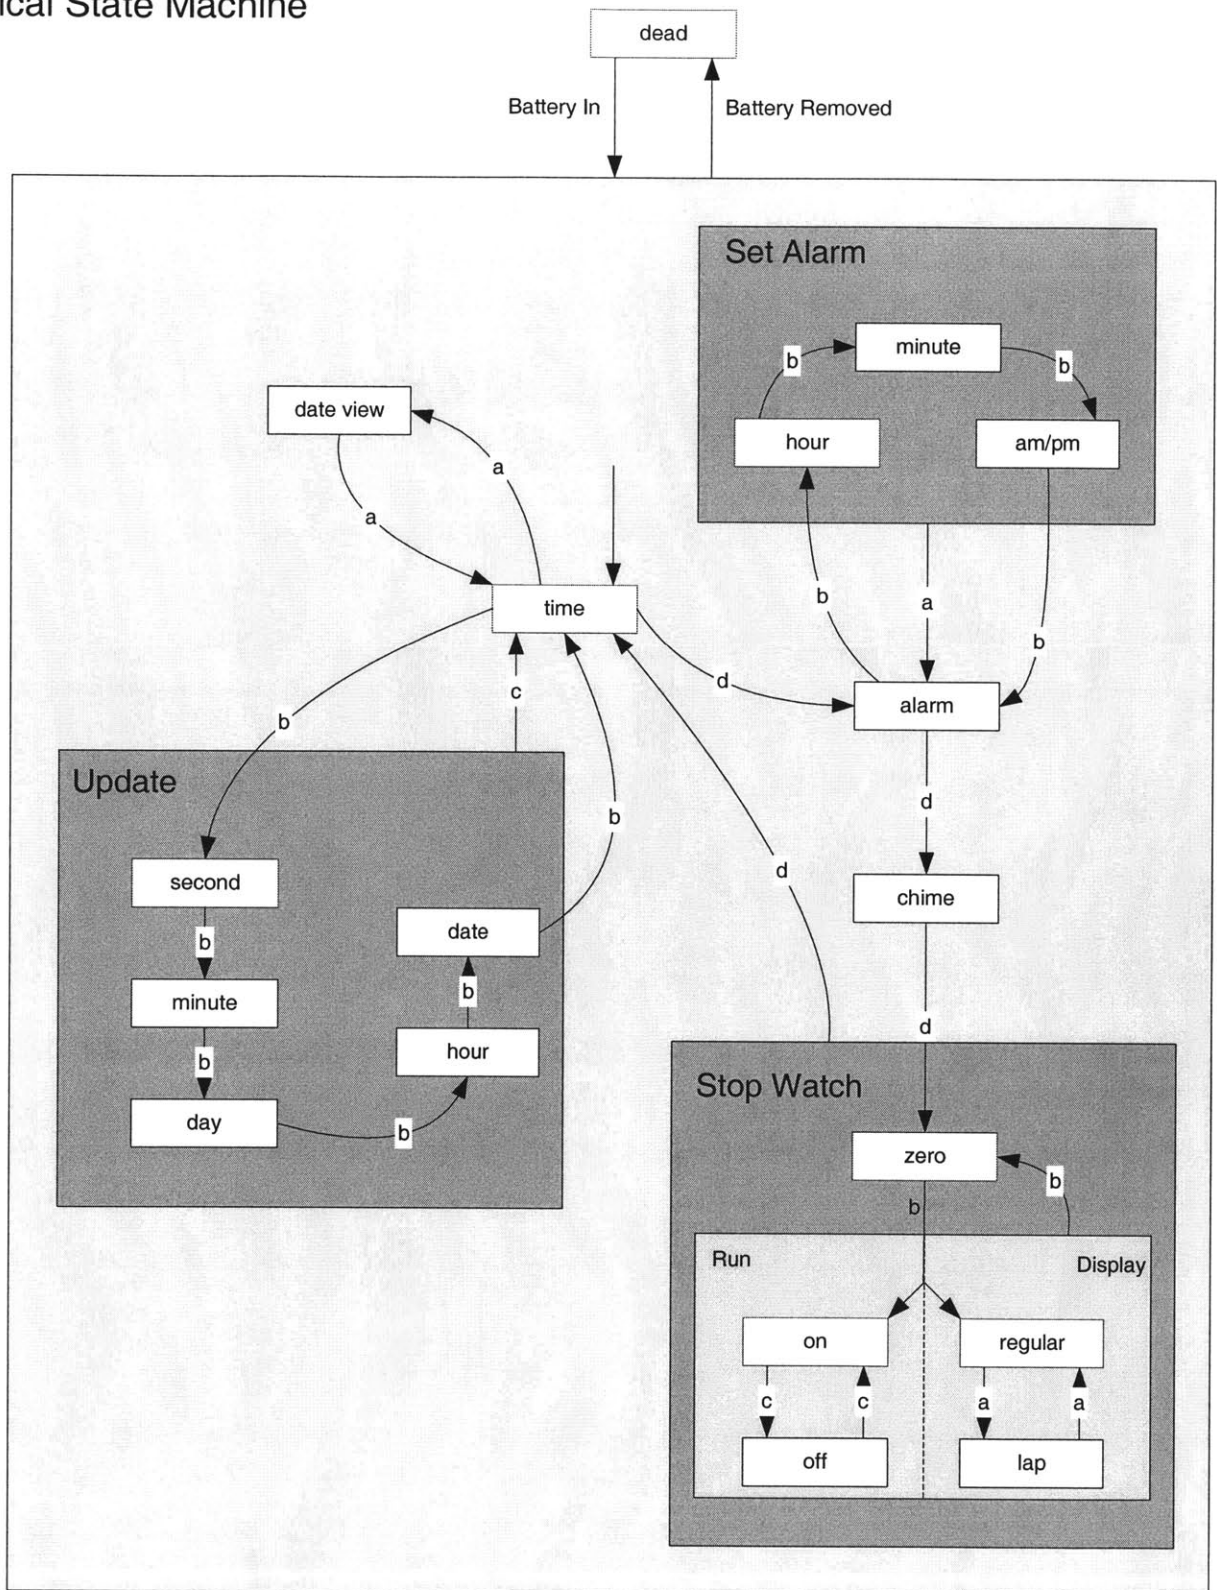 ical State Machine
dead
Battery In
Battery Removed
Set Alarm
minute
b
b
date view
hour
am/pm
a
a
time
b
a
b
d
alarm
c
b
Update
d
b
second
d
chime
date
b
b
minute
d
hour
b
Stop Watch
day
b
zero
b
b
Run
Display
on
regular
c
c
a
a
off
lap